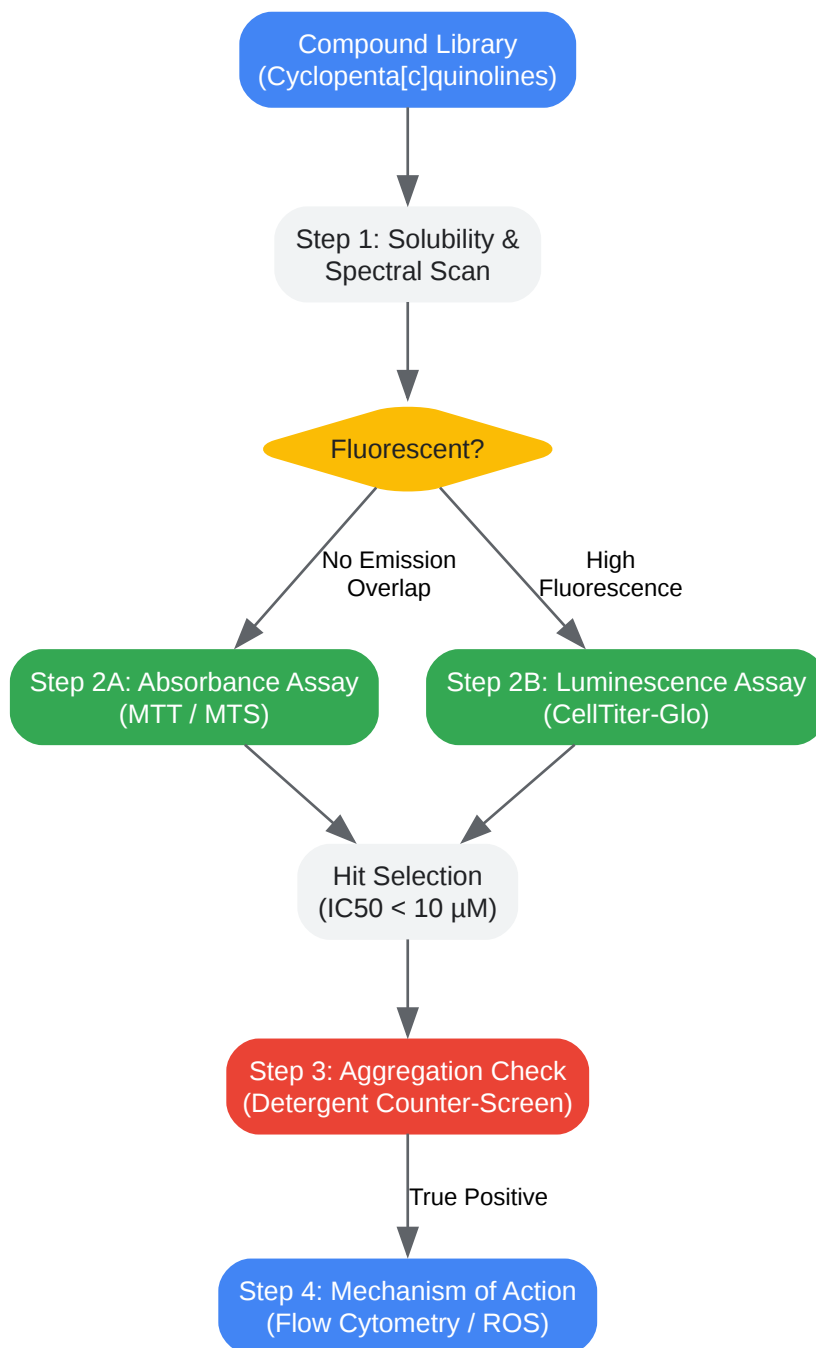 Compound Library
(Cyclopenta[c]quinolines)
Step 1: Solubility &
Spectral Scan
Fluorescent?
No Emission
Overlap
High
Fluorescence
Step 2A: Absorbance Assay
(MTT / MTS)
Step 2B: Luminescence Assay
(CellTiter-Glo)
Hit Selection
(IC50 < 10 µM)
Step 3: Aggregation Check
(Detergent Counter-Screen)
True Positive
Step 4: Mechanism of Action
(Flow Cytometry / ROS)